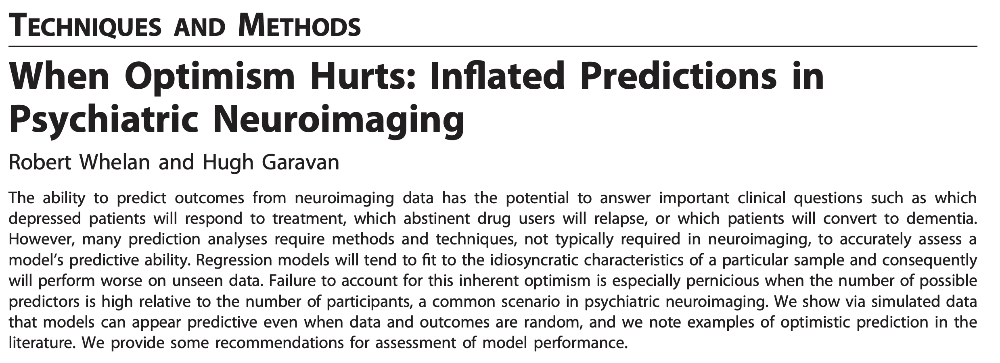 TECHNIQUES AND METHODS
When Optimism Hurts: Inflated Predictions in
Psychiatric Neuroimaging
Robert Whelan and Hugh Garavan
The ability to predict outcomes from neuroimaging data has the potential to answer important clinical questions such as which
depressed patients will respond to treatment, which abstinent drug users will relapse, or which patients will convert to dementia.
However, many prediction analyses require methods and techniques, not typically required in neuroimaging, to accurately assess a
model’s predictive ability. Regression models will tend to fit to the idiosyncratic characteristics of a particular sample and consequently
will perform worse on unseen data. Failure to account for this inherent optimism is especially pernicious when the number of possible
predictors is high relative to the number of participants, a common scenario in psychiatric neuroimaging. We show via simulated data
that models can appear predictive even when data and outcomes are random, and we note examples of optimistic prediction in the
literature. We provide some recommendations for assessment of model performance.